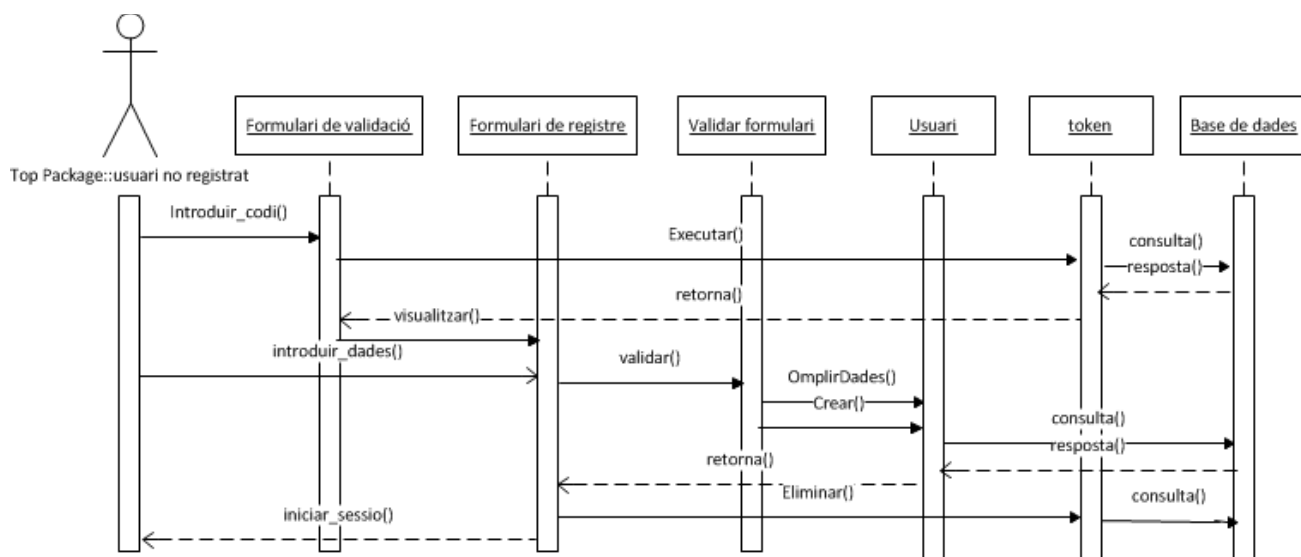 Formulari de validació
Formulari de registre
Validar formulari
Usuari
token
Base de dades
Top Package::usuari no registrat
Introduir_codi()
Executar()
consulta()
resposta()
retorna()
visualitzar()
introduir_dades()
validar()
OmplirDades()
Crear()
consulta()
resposta()
retorna()
Eliminar()
consulta()
iniciar_sessio()